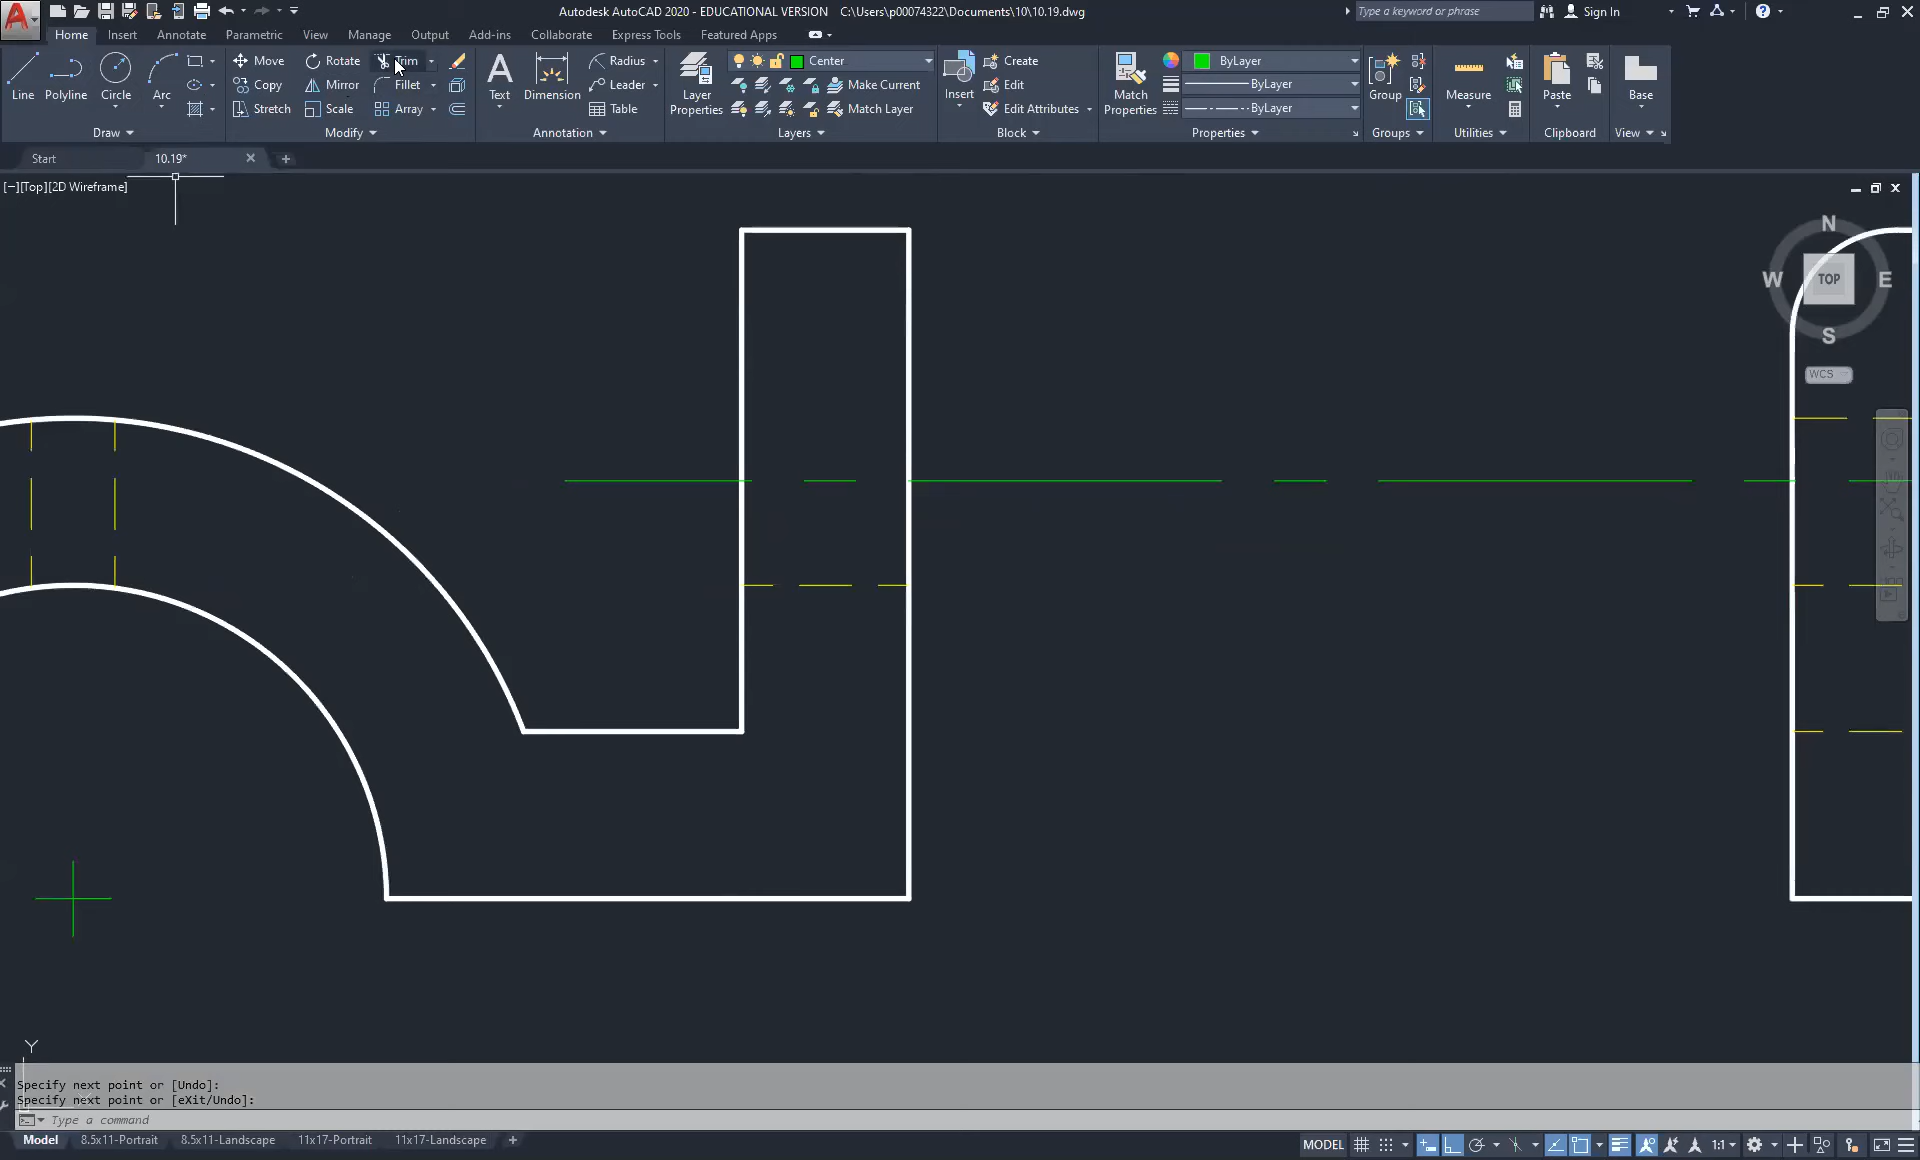 Autodesk AutoCAD 2020 - EDUCATIONAL VERSION C:\Users\p00074322\Documents\10\10.19.dwg
Type a keyword or phrase
Sign In
Home Insert Annotate Parametric View Manage Output Add-ins Collaborate Express Tools Featured Apps
Line
Polyline
Circle
Arc
Draw
Move Rotate Trim
Copy Mirror Fillet
Stretch Scale Array
Modify
Text
Dimension
Radius
Leader
Table
Annotation
Layer
Properties
Center
Make Current
Match Layer
Layers
Insert
Create
Edit
Edit Attributes
Block
Match
Properties
ByLayer
ByLayer
ByLayer
Properties
Group
Groups
Measure
Utilities
Paste
Clipboard
Base
View
Start 10.19*
[−][Top][2D Wireframe]
N
W TOP E
S
WCS
Y
Specify next point or [Undo]:
Specify next point or [eXit/Undo]:
Type a command
Model 8.5x11-Portrait 8.5x11-Landscape 11x17-Portrait 11x17-Landscape
MODEL 1:1